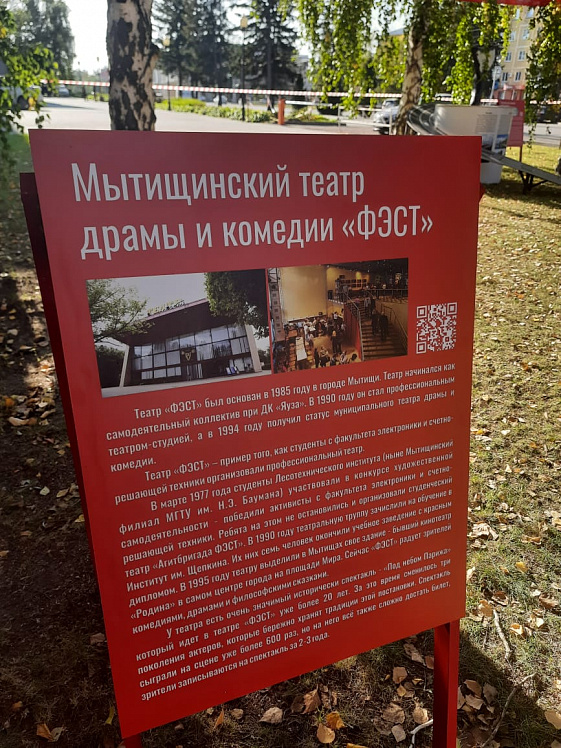 Мытищинский театр
драмы и комедии «ФЭСТ»
Театр «ФЭСТ» был основан в 1985 году в городе Мытищи. Театр начинался как
самодеятельный коллектив при ДК «Яуза». В 1990 году он стал профессиональным
театром-студией, а в 1994 году получил статус муниципального театра драмы и
комедии.
Театр «ФЭСТ» – пример того, как студенты с факультета электроники и счетно-
решающей техники организовали профессиональный театр.
В марте 1977 года студенты Лесотехнического института (ныне Мытищинский
филиал МГТУ им. Н.Э. Баумана) участвовали в конкурсе художественной
самодеятельности - победили активисты с факультета электроники и счетно-
решающей техники. Ребята на этом не остановились и организовали студенческий
театр «Агитбригада ФЭСТ». В 1990 году театральную труппу зачислили на обучение в
Институт им. Щепкина. Их них семь человек окончили учебное заведение с красным
дипломом. В 1995 году театру выделили в Мытищах свое здание - бывший кинотеатр
«Родина» в самом центре города на площади Мира. Сейчас «ФЭСТ» радует зрителей
комедиями, драмами и философскими сказками.
У театра есть очень значимый исторически спектакль - «Под небом Парижа»
который идет в театре «ФЭСТ» уже более 20 лет. За это время сменилось три
поколения актеров, которые бережно хранят традиции этой постановки. Спектакль
сыграли на сцене уже более 600 раз, но на него всё также сложно достать билет,
зрители записываются на спектакль за 2-3 года.